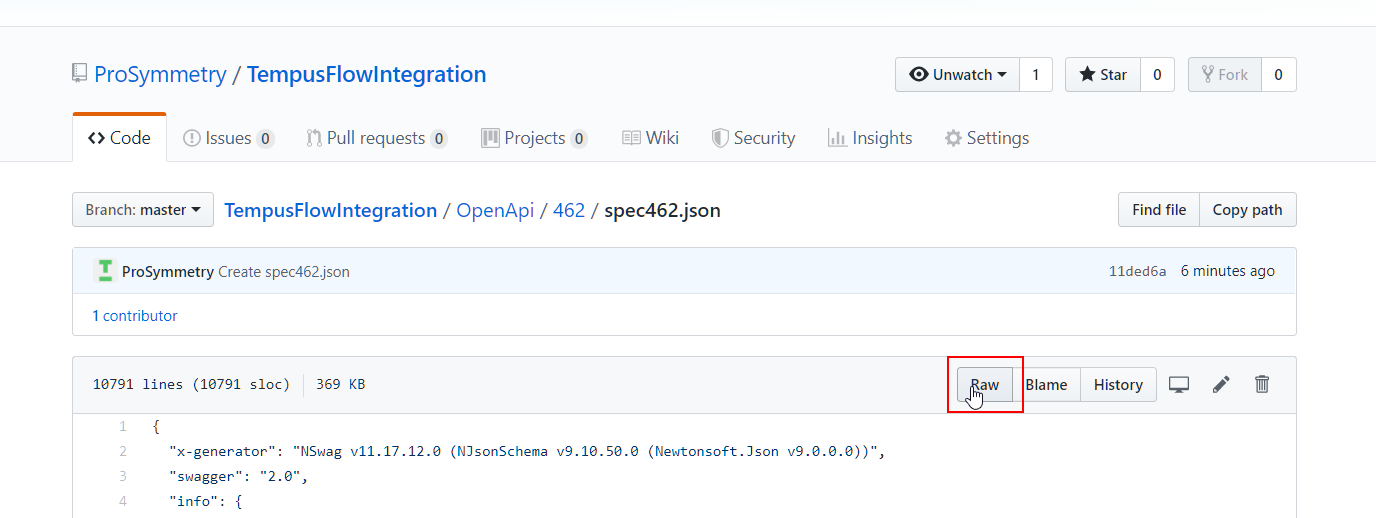 ProSymmetry / TempusFlowIntegration Unwatch 1 Star 0 Fork 0
Code Issues 0 Pull requests 0 Projects 0 Wiki Security Insights Settings
Branch: master TempusFlowIntegration / OpenApi / 462 / spec462.json Find file Copy path
ProSymmetry Create spec462.json 11ded6a 6 minutes ago
1 contributor
10791 lines (10791 sloc) 369 KB Raw Blame History
1 {
2 "x-generator": "NSwag v11.17.12.0 (NJsonSchema v9.10.50.0 (Newtonsoft.Json v9.0.0.0))",
3 "swagger": "2.0",
4 "info": {